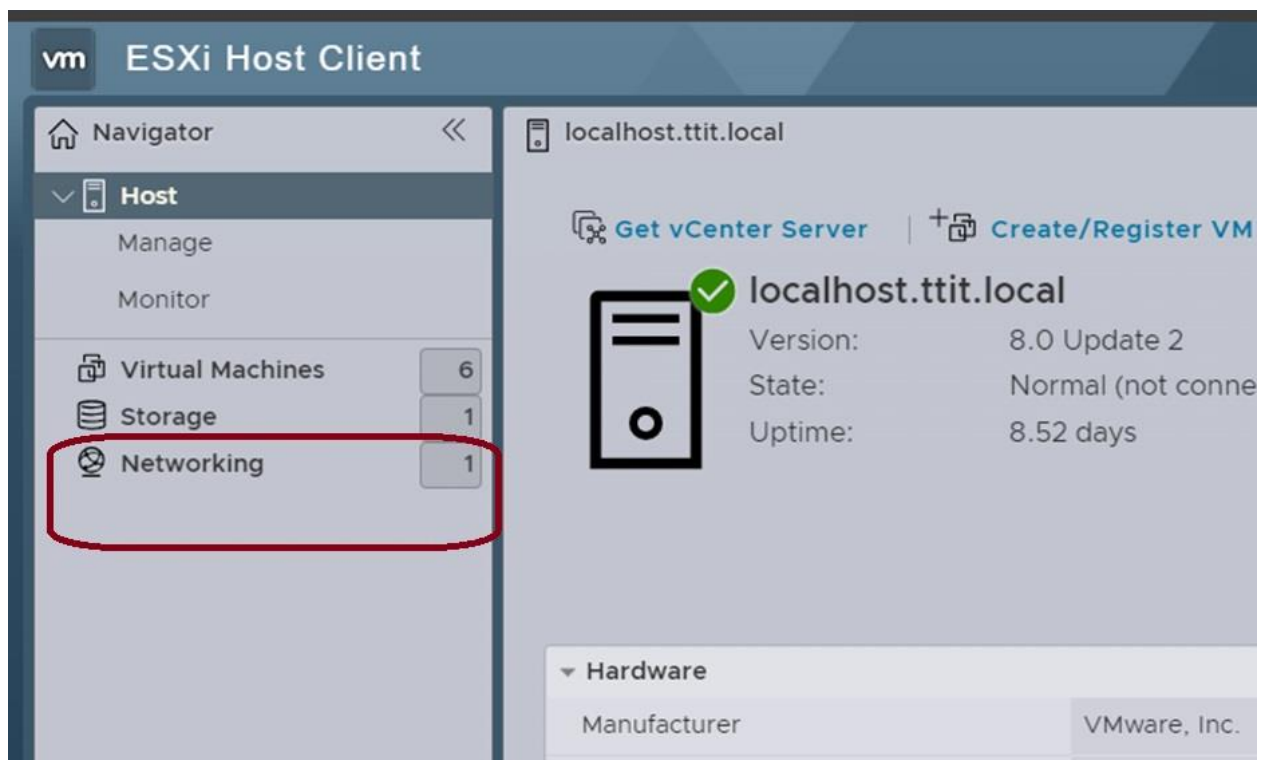 vm ESXi Host Client
Navigator
Host
Manage
Monitor
Virtual Machines 6
Storage 1
Networking 1
localhost.ttit.local
Get vCenter Server | Create/Register VM
localhost.ttit.local
Version: 8.0 Update 2
State: Normal (not conne
Uptime: 8.52 days
Hardware
Manufacturer VMware, Inc.